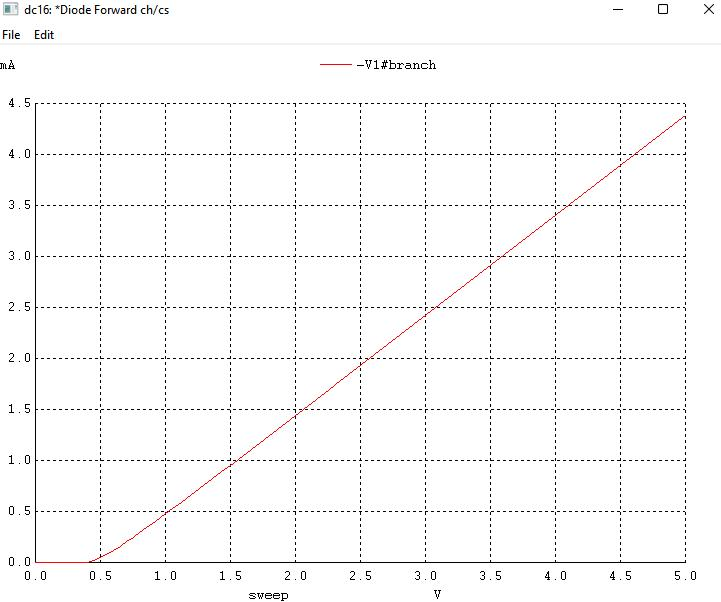 dc16: *Diode Forward ch/cs
File Edit
mA
-V1#branch
4.5
4.0
3.5
3.0
2.5
2.0
1.5
1.0
0.5
0.0
0.0 0.5 1.0 1.5 2.0 2.5 3.0 3.5 4.0 4.5 5.0
sweep V